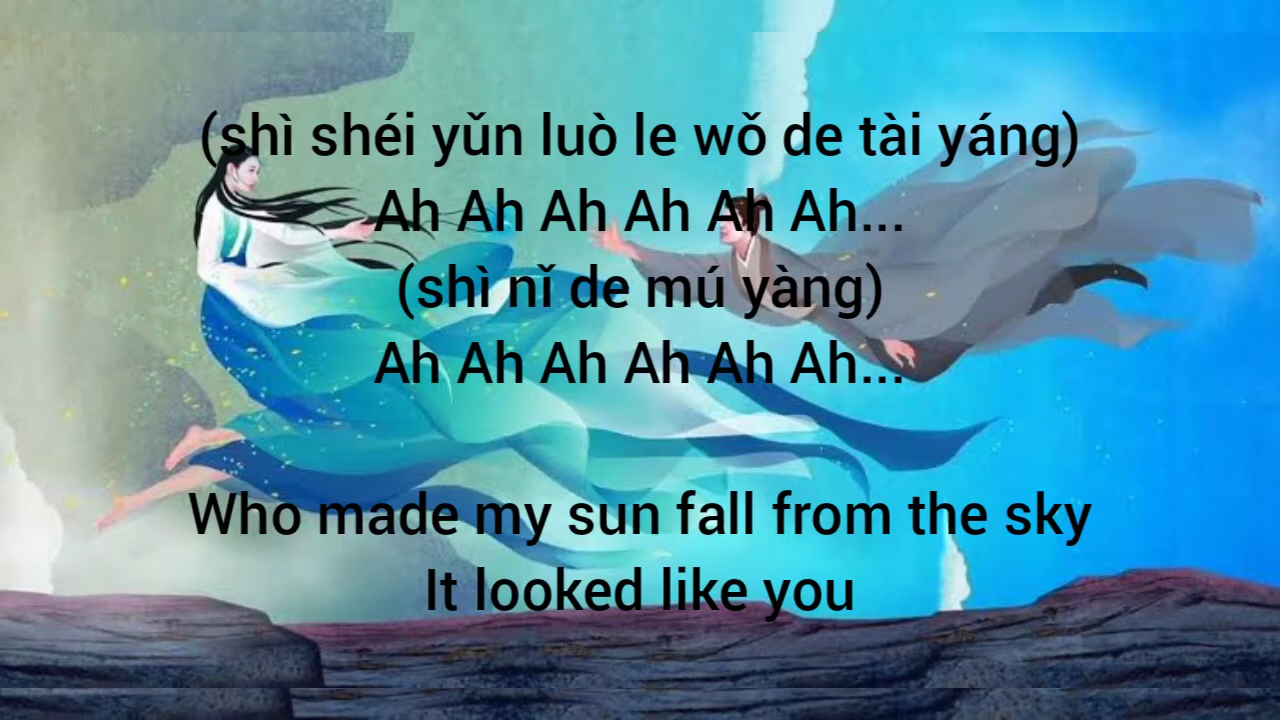 (shì shéi yǔn luò le wǒ de tài yáng)
Ah Ah Ah Ah Ah Ah...
(shì nǐ de mú yàng)
Ah Ah Ah Ah Ah Ah...
Who made my sun fall from the sky
It looked like you